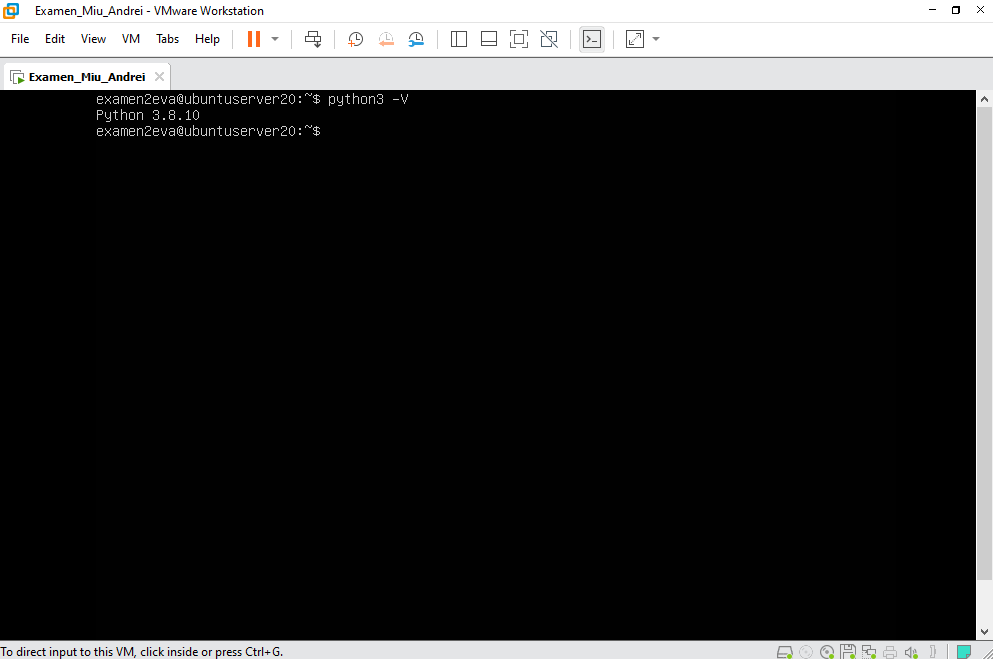 Examen_Miu_Andrei - VMware Workstation
File Edit View VM Tabs Help
Examen_Miu_Andrei
examen2eva@ubuntuserver20:~$ python3 -V
Python 3.8.10
examen2eva@ubuntuserver20:~$
To direct input to this VM, click inside or press Ctrl+G.